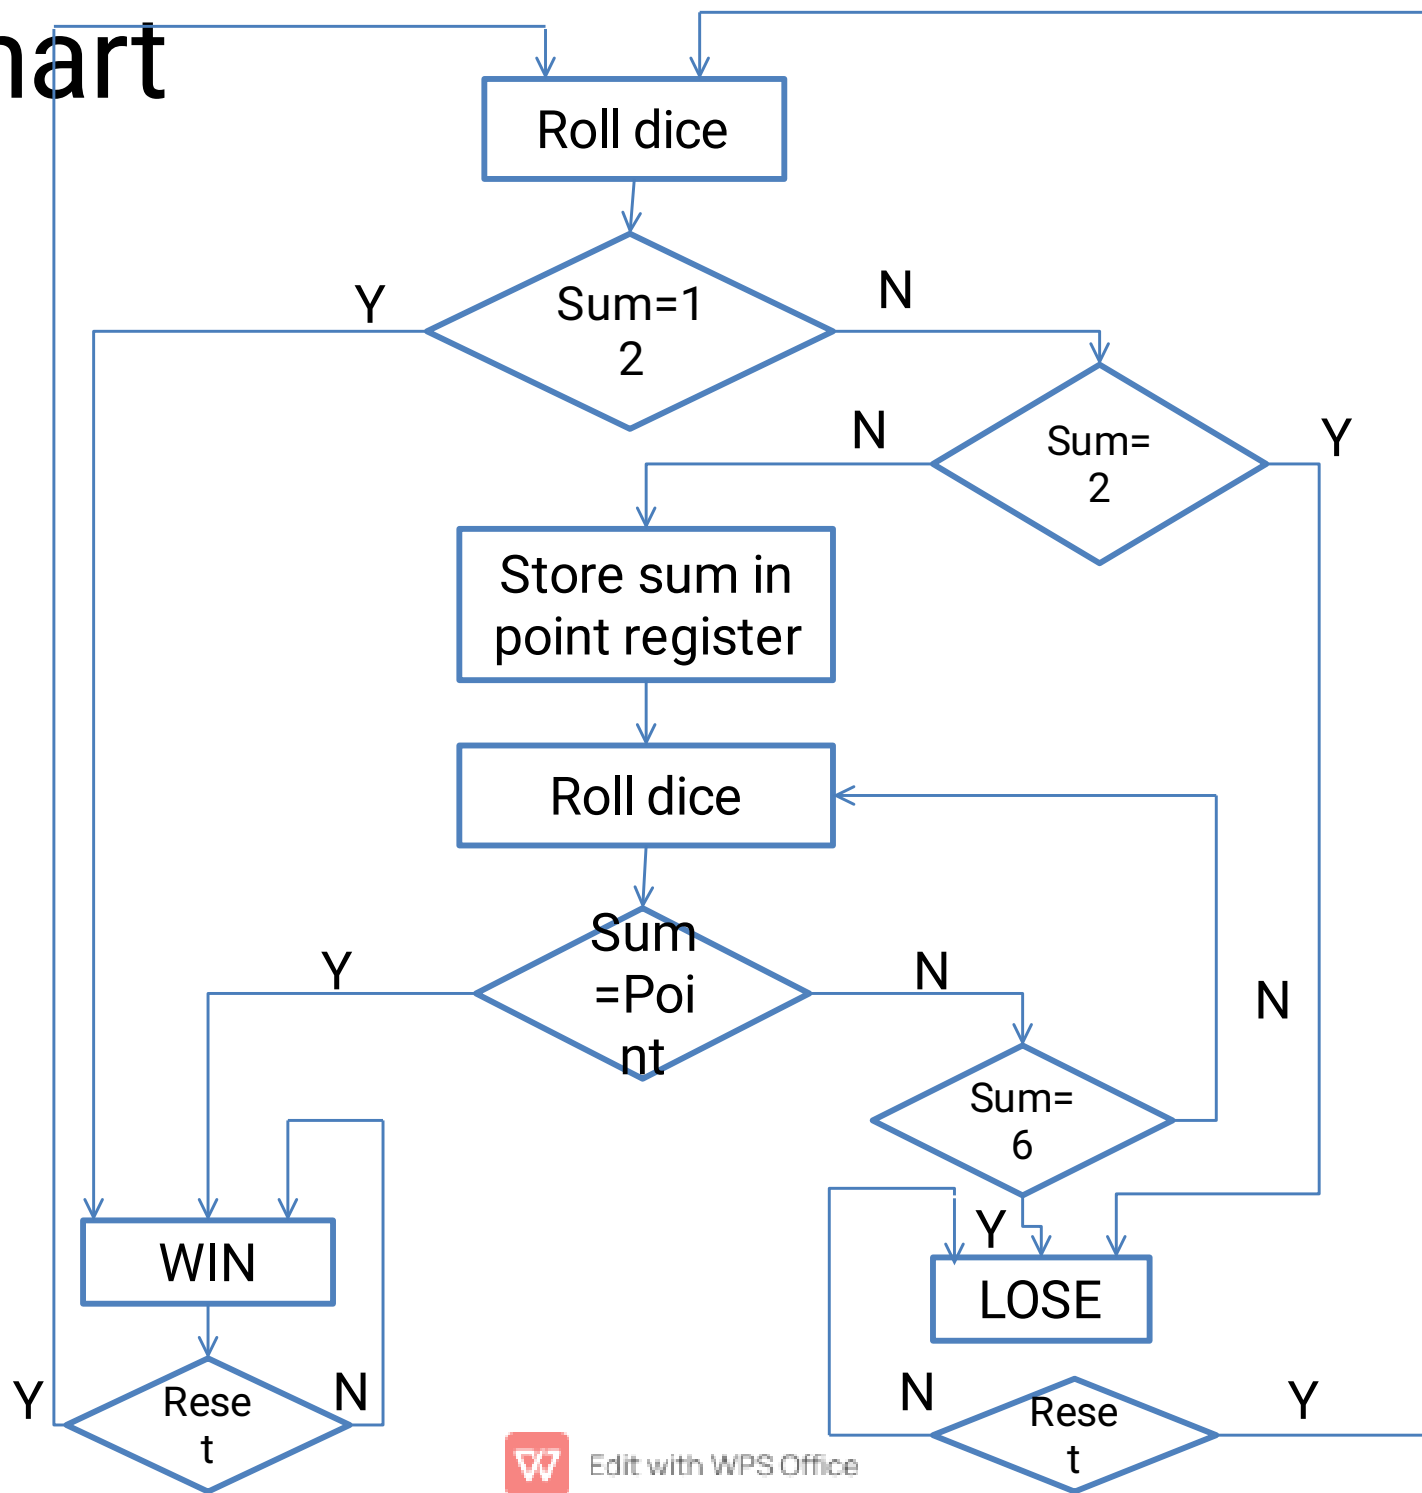 hart
Roll dice
Y
N
Sum=1
2
N
Y
Sum=
2
Store sum in
point register
Roll dice
Y
N
N
Sum
=Poi
nt
Sum=
6
Y
WIN
LOSE
Y
N
N
Y
Rese
t
Rese
t
Edit with WPS Office